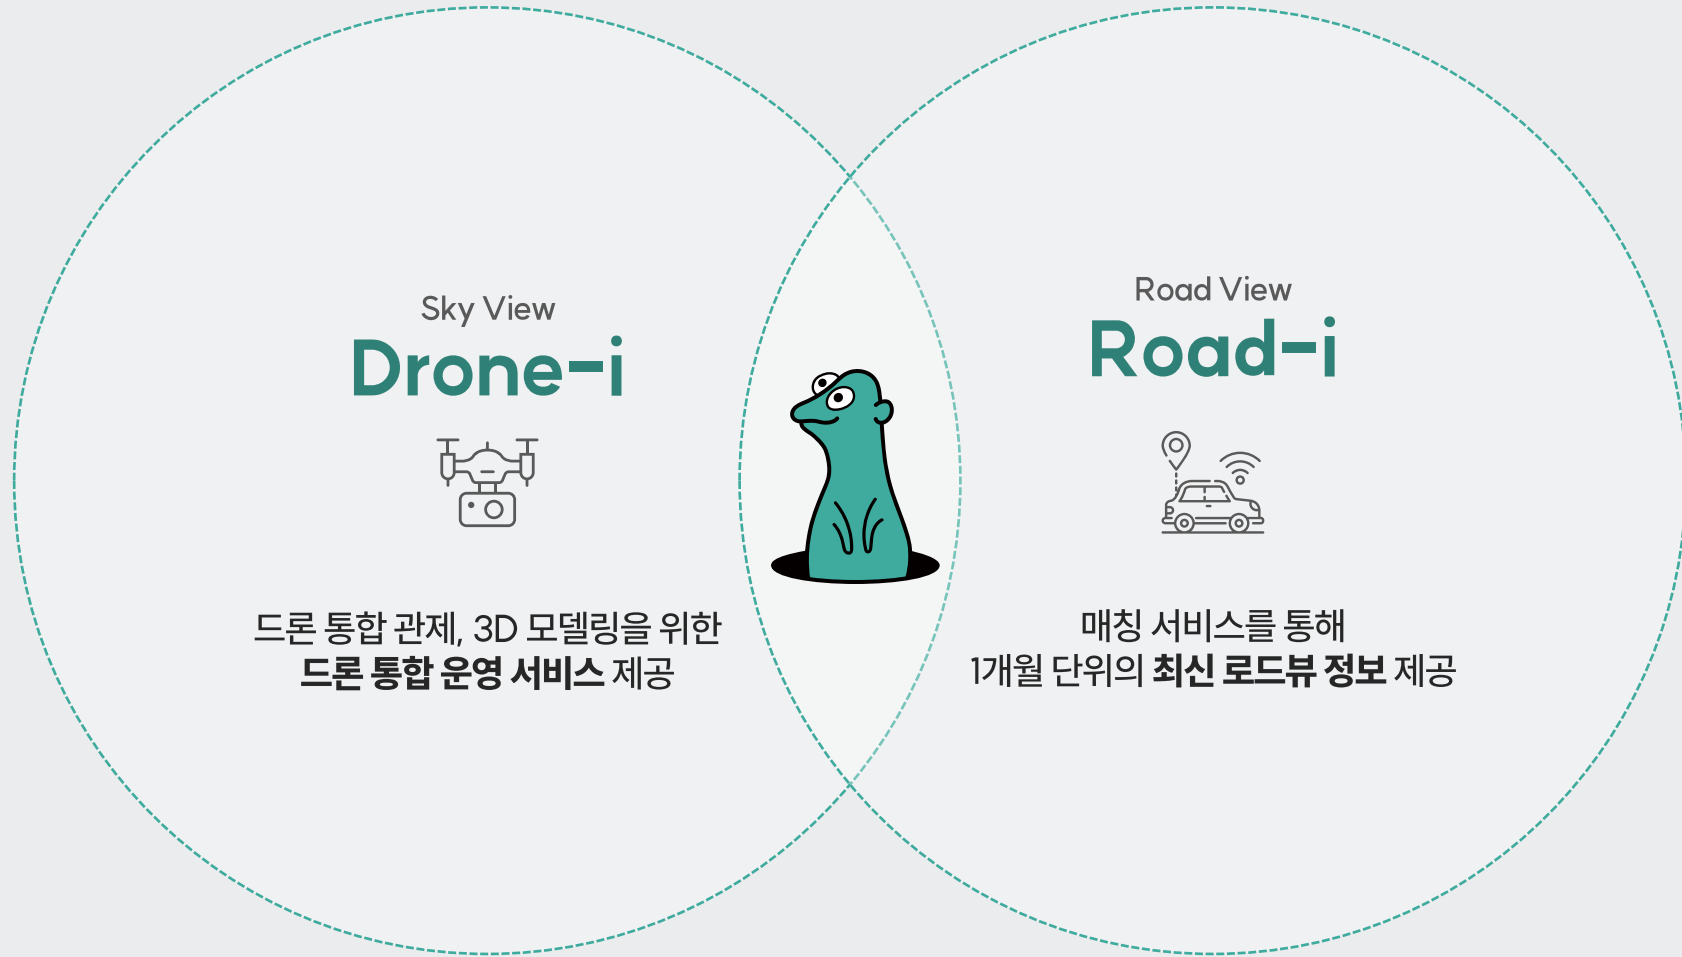 Sky View
Drone-i
드론 통합 관제, 3D 모델링을 위한
드론 통합 운영 서비스 제공
Road View
Road-i
매칭 서비스를 통해
1개월 단위의 최신 로드뷰 정보 제공